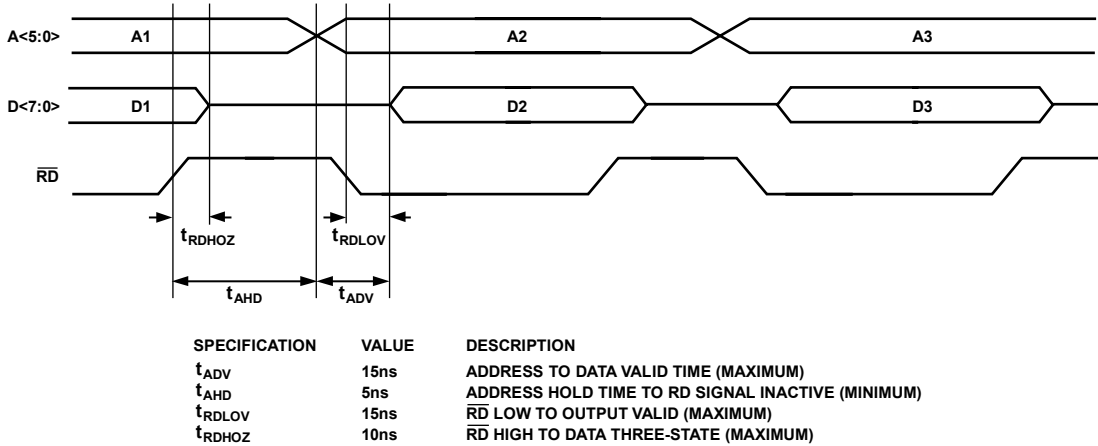 A<5:0> A1 A2 A3
D<7:0> D1 D2 D3
RD
tRDHOZ tRDLOV
tAHD tADV
SPECIFICATION VALUE DESCRIPTION
tADV 15ns ADDRESS TO DATA VALID TIME (MAXIMUM)
tAHD 5ns ADDRESS HOLD TIME TO RD SIGNAL INACTIVE (MINIMUM)
tRDLOV 15ns RD LOW TO OUTPUT VALID (MAXIMUM)
tRDHOZ 10ns RD HIGH TO DATA THREE-STATE (MAXIMUM)